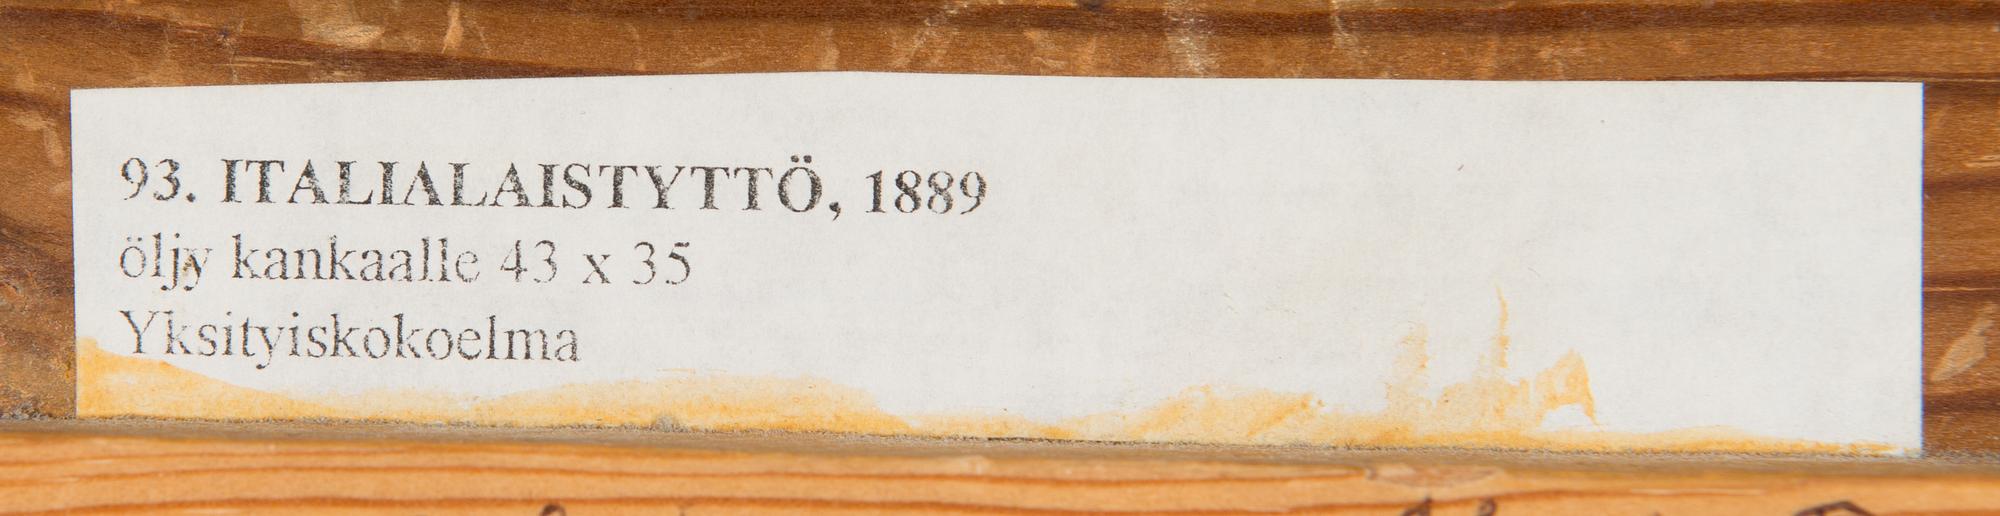 93. ITALIALAISTYTTÖ, 1889
öljy kankaalle 43 x 35
Yksityiskokoelma